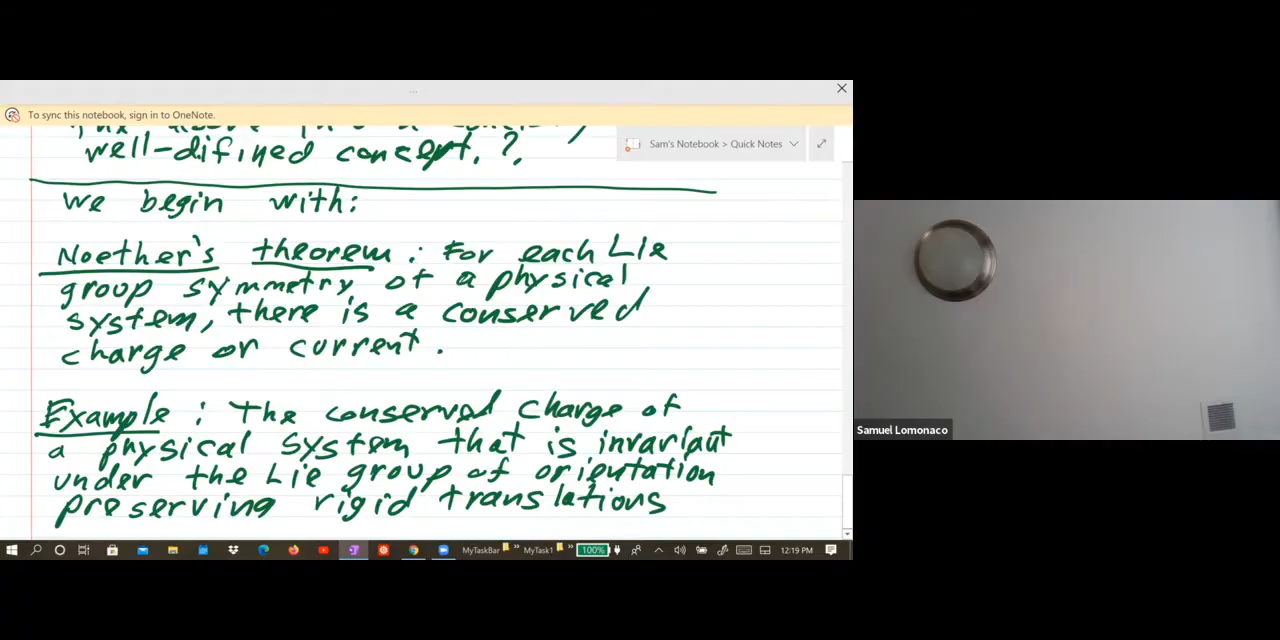 To sync this notebook, sign in to OneNote.
well-difined concept. ?.
Sam's Notebook > Quick Notes
We begin with:
Noether's theorem: For each Lie
group symmetry of a physical
system, there is a conserved
charge or current.
Example: The conserved charge of
a physical system that is invariaut
under the Lie group of orientation
preserving rigid translations
Samuel Lomonaco
MyTaskBar
MyTask1
100%
12:19 PM